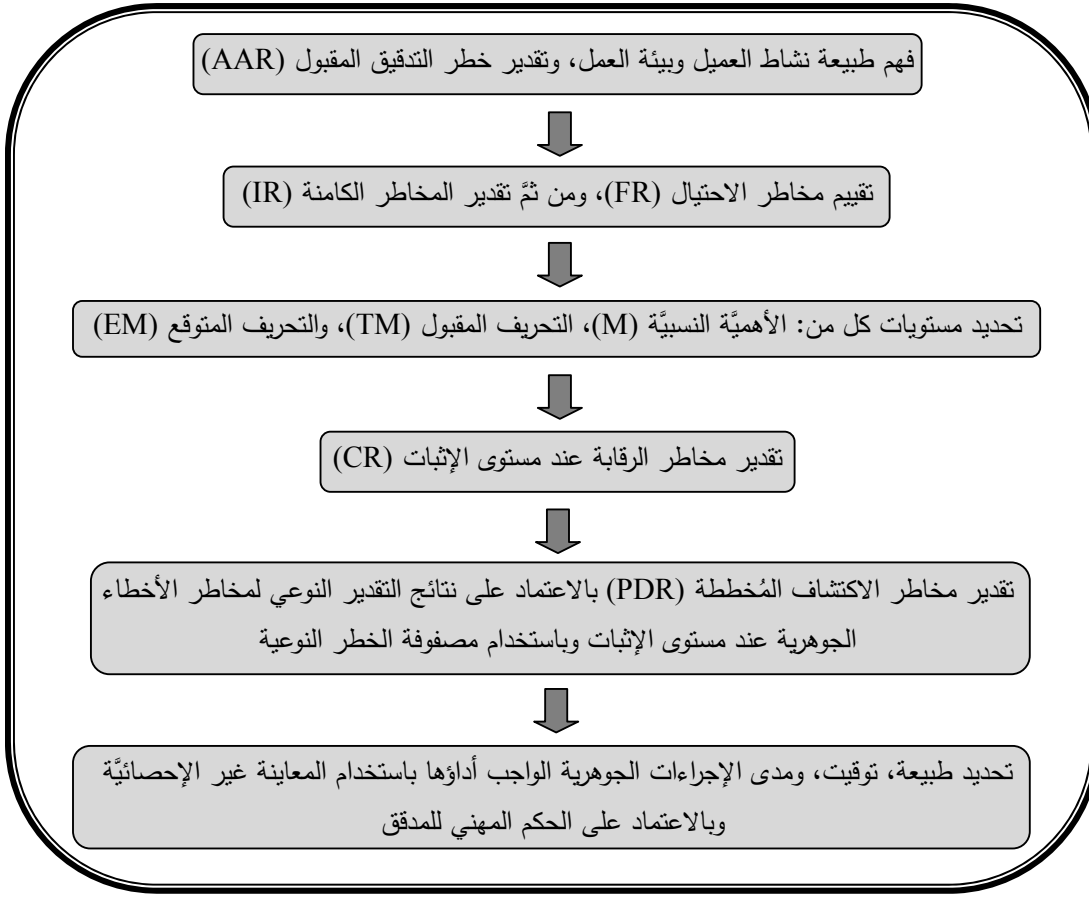 فهم طبيعة نشاط العميل وبيئة العمل، وتقدير خطر التدقيق المقبول (AAR)
تقييم مخاطر الاحتيال (FR)، ومن ثمَّ تقدير المخاطر الكامنة (IR)
تحديد مستويات كل من: الأهميَّة النسبيَّة (M)، التحريف المقبول (TM)، والتحريف المتوقع (EM)
تقدير مخاطر الرقابة عند مستوى الإثبات (CR)
تقدير مخاطر الاكتشاف المُخططة (PDR) بالاعتماد على نتائج التقدير النوعي لمخاطر الأخطاء
الجوهرية عند مستوى الإثبات وباستخدام مصفوفة الخطر النوعية
تحديد طبيعة، توقيت، ومدى الإجراءات الجوهرية الواجب أداؤها باستخدام المعاينة غير الإحصائيَّة
وبالاعتماد على الحكم المهني للمدقق